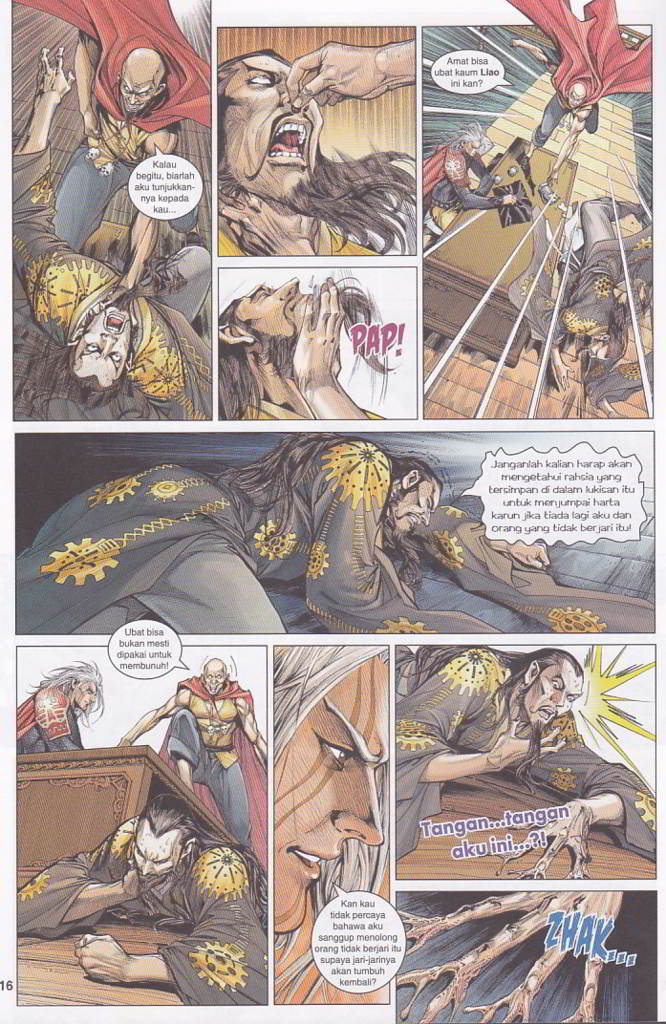 Kalau
begitu, biarlah
aku tunjukkan-
nya kepada
kau...
PAP!
Amat bisa
ubat kaum Liao
ini kan?
Janganlah kalian harap akan
mengetahui rahsia yang
tersimpan di dalam lukisan itu
untuk menjumpai harta
karun jika tiada lagi aku dan
orang yang tidak berjari itu!
Ubat bisa
bukan mesti
dipakai untuk
membunuh!
Kan kau
tidak percaya
bahawa aku
sanggup menolong
orang tidak berjari itu
supaya jari-jarinya
akan tumbuh
kembali?
Tangan...tangan
aku ini...?!
ZHAK...
16